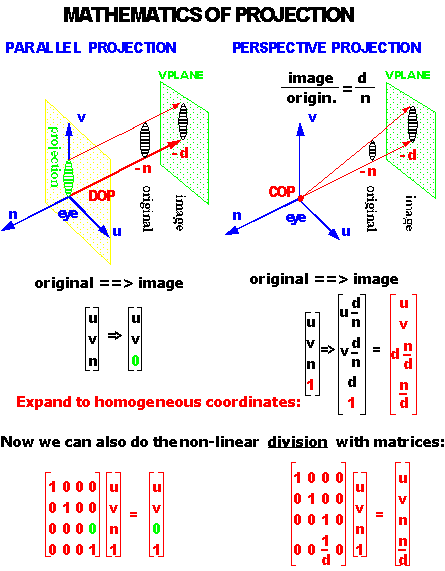 MATHEMATICS OF PROJECTION
PARALLEL PROJECTION
PERSPECTIVE PROJECTION
VPLANE
v
projection
DOP
-n
-d
n
eye
u
original
image
image / origin. = d / n
VPLANE
v
COP
-n
-d
n
eye
u
original
image
original ==> image
[u v n] => [u v 0]
original ==> image
[u v n 1] => [u d/n v d/n d 1] = [u v d n/d n/d]
Expand to homogeneous coordinates:
Now we can also do the non-linear division with matrices:
1 0 0 0 u u
0 1 0 0 v = v
0 0 0 0 n 0
0 0 0 1 1 1
1 0 0 0 u u
0 1 0 0 v = v
0 0 1 0 n n
0 0 1/d 0 1 n/d